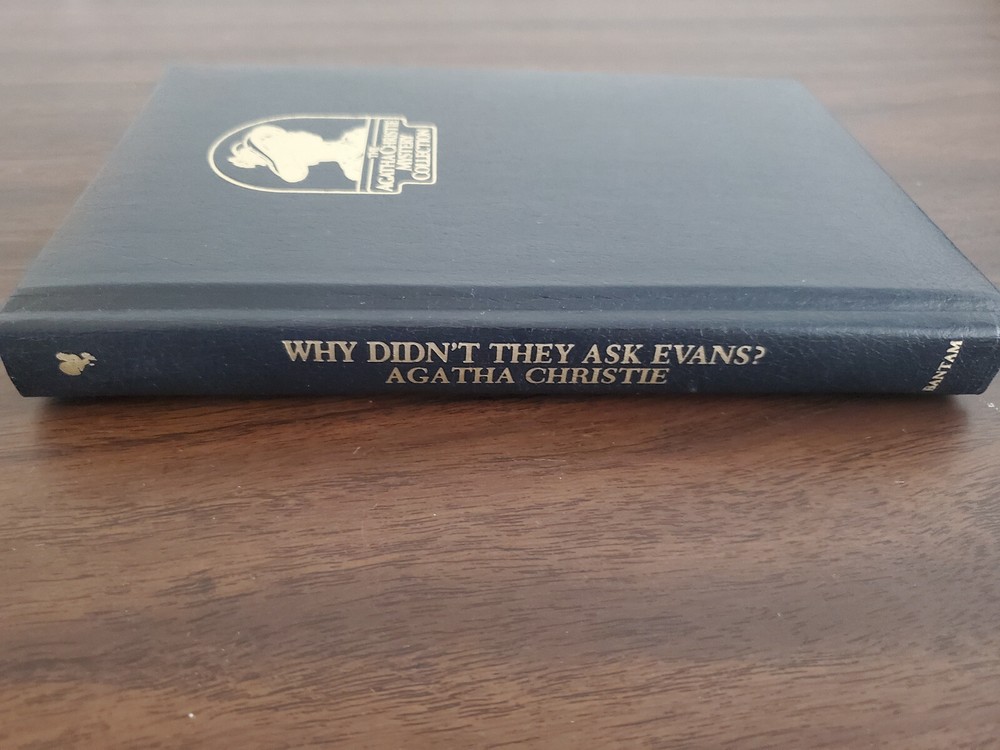 THE
AGATHA CHRISTIE
MYSTERY
COLLECTION
WHY DIDN'T THEY ASK EVANS?
AGATHA CHRISTIE
BANTAM